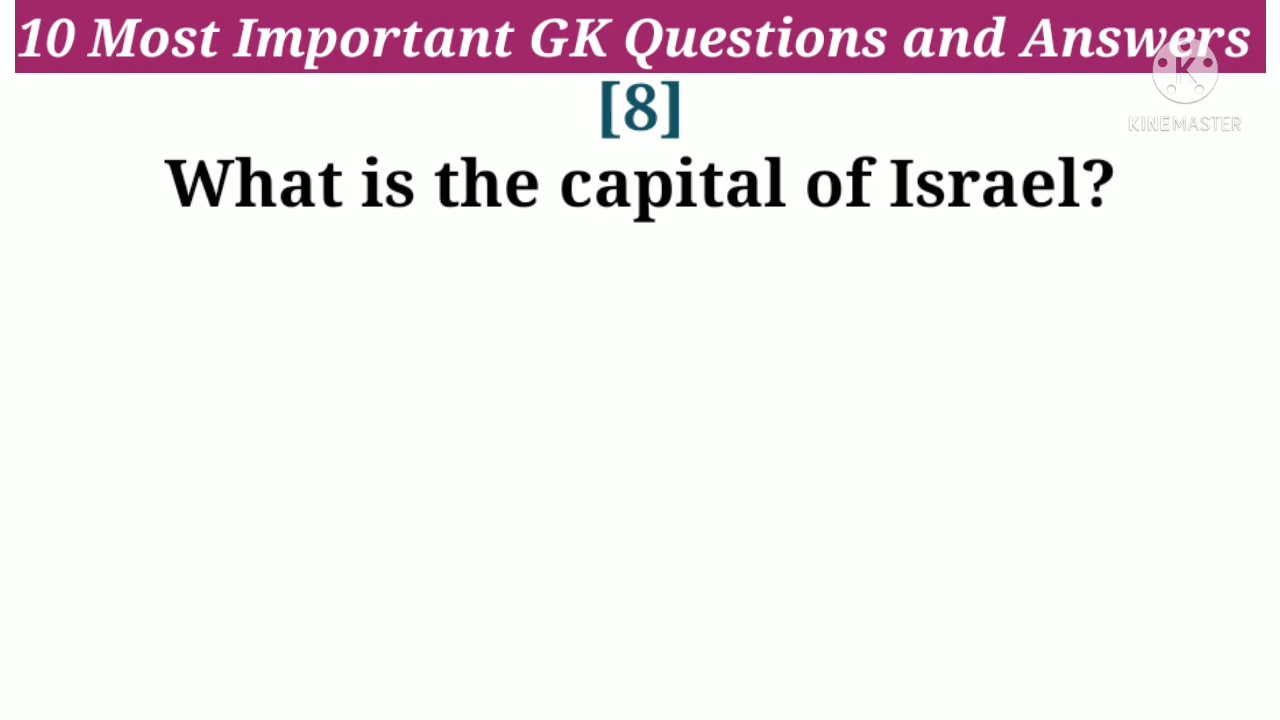 10 Most Important GK Questions and Answers
[8]
KINEMASTER
What is the capital of Israel?